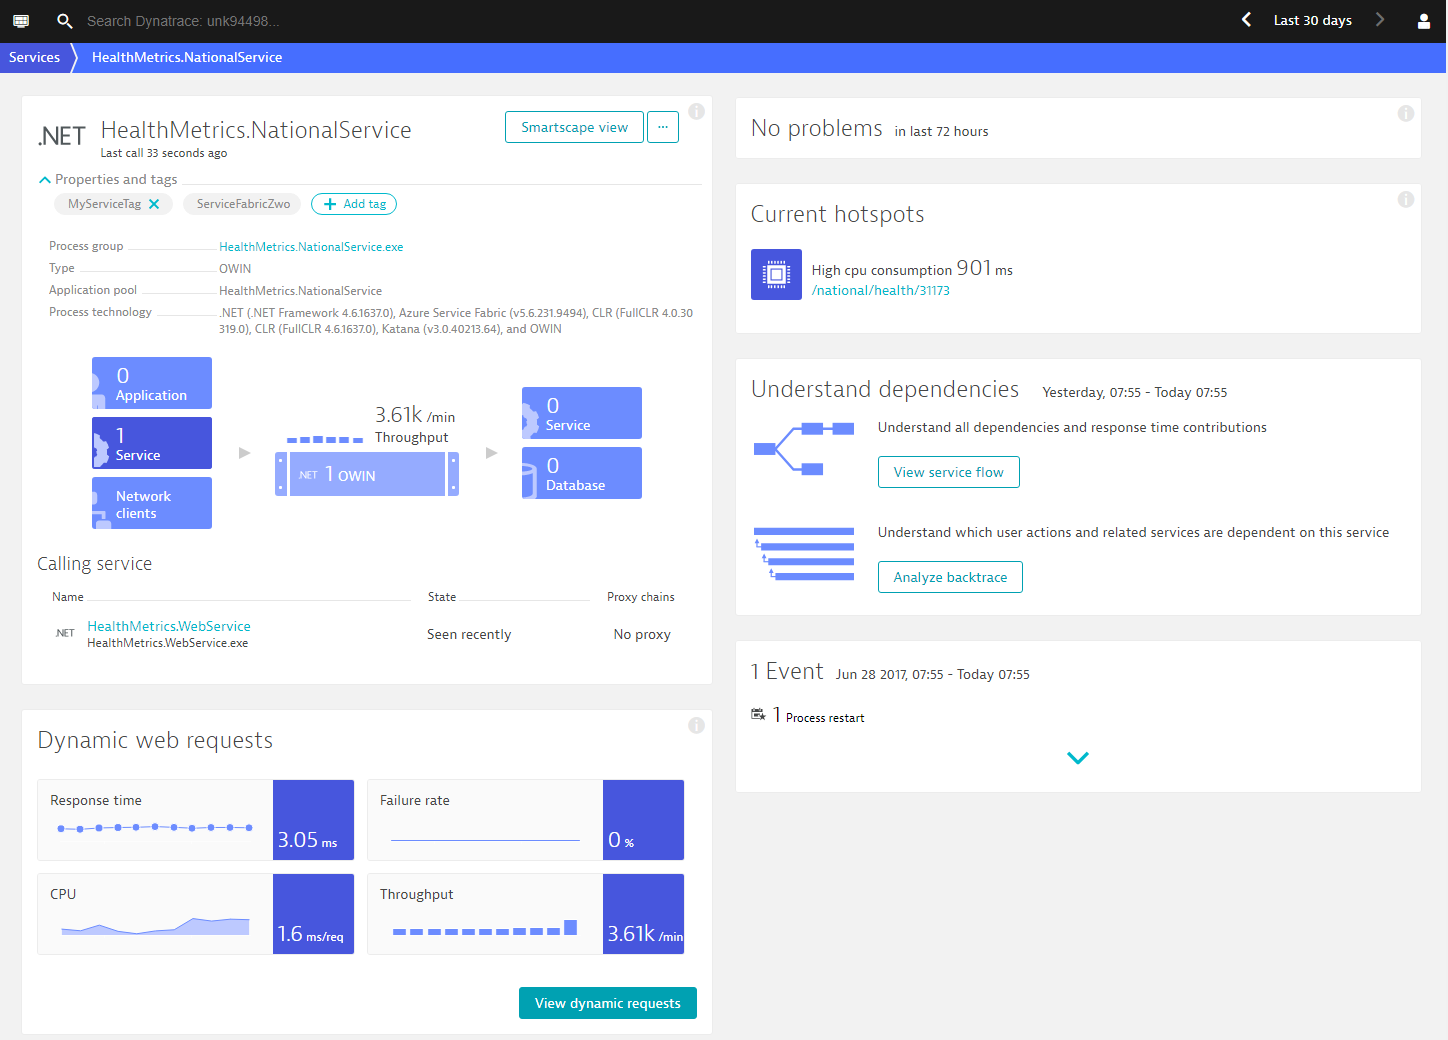 Search Dynatrace: unk94498...
Last 30 days
Services
HealthMetrics.NationalService
.NET
HealthMetrics.NationalService
Last call 33 seconds ago
Smartscape view
...
Properties and tags
MyServiceTag
ServiceFabricZwo
Add tag
Process group
HealthMetrics.NationalService.exe
Type
OWIN
Application pool
HealthMetrics.NationalService
Process technology
.NET (.NET Framework 4.6.1637.0), Azure Service Fabric (v5.6.231.9494), CLR (FullCLR 4.0.30
319.0), CLR (FullCLR 4.6.1637.0), Katana (v3.0.40213.64), and OWIN
0
Application
1
Service
Network
clients
3.61k /min
Throughput
.NET 1 OWIN
0
Service
0
Database
Calling service
Name
State
Proxy chains
.NET
HealthMetrics.WebService
HealthMetrics.WebService.exe
Seen recently
No proxy
Dynamic web requests
Response time
3.05 ms
Failure rate
0 %
CPU
1.6 ms/req
Throughput
3.61k /min
View dynamic requests
No problems in last 72 hours
Current hotspots
High cpu consumption 901 ms
/national/health/31173
Understand dependencies Yesterday, 07:55 - Today 07:55
Understand all dependencies and response time contributions
View service flow
Understand which user actions and related services are dependent on this service
Analyze backtrace
1 Event Jun 28 2017, 07:55 - Today 07:55
1 Process restart